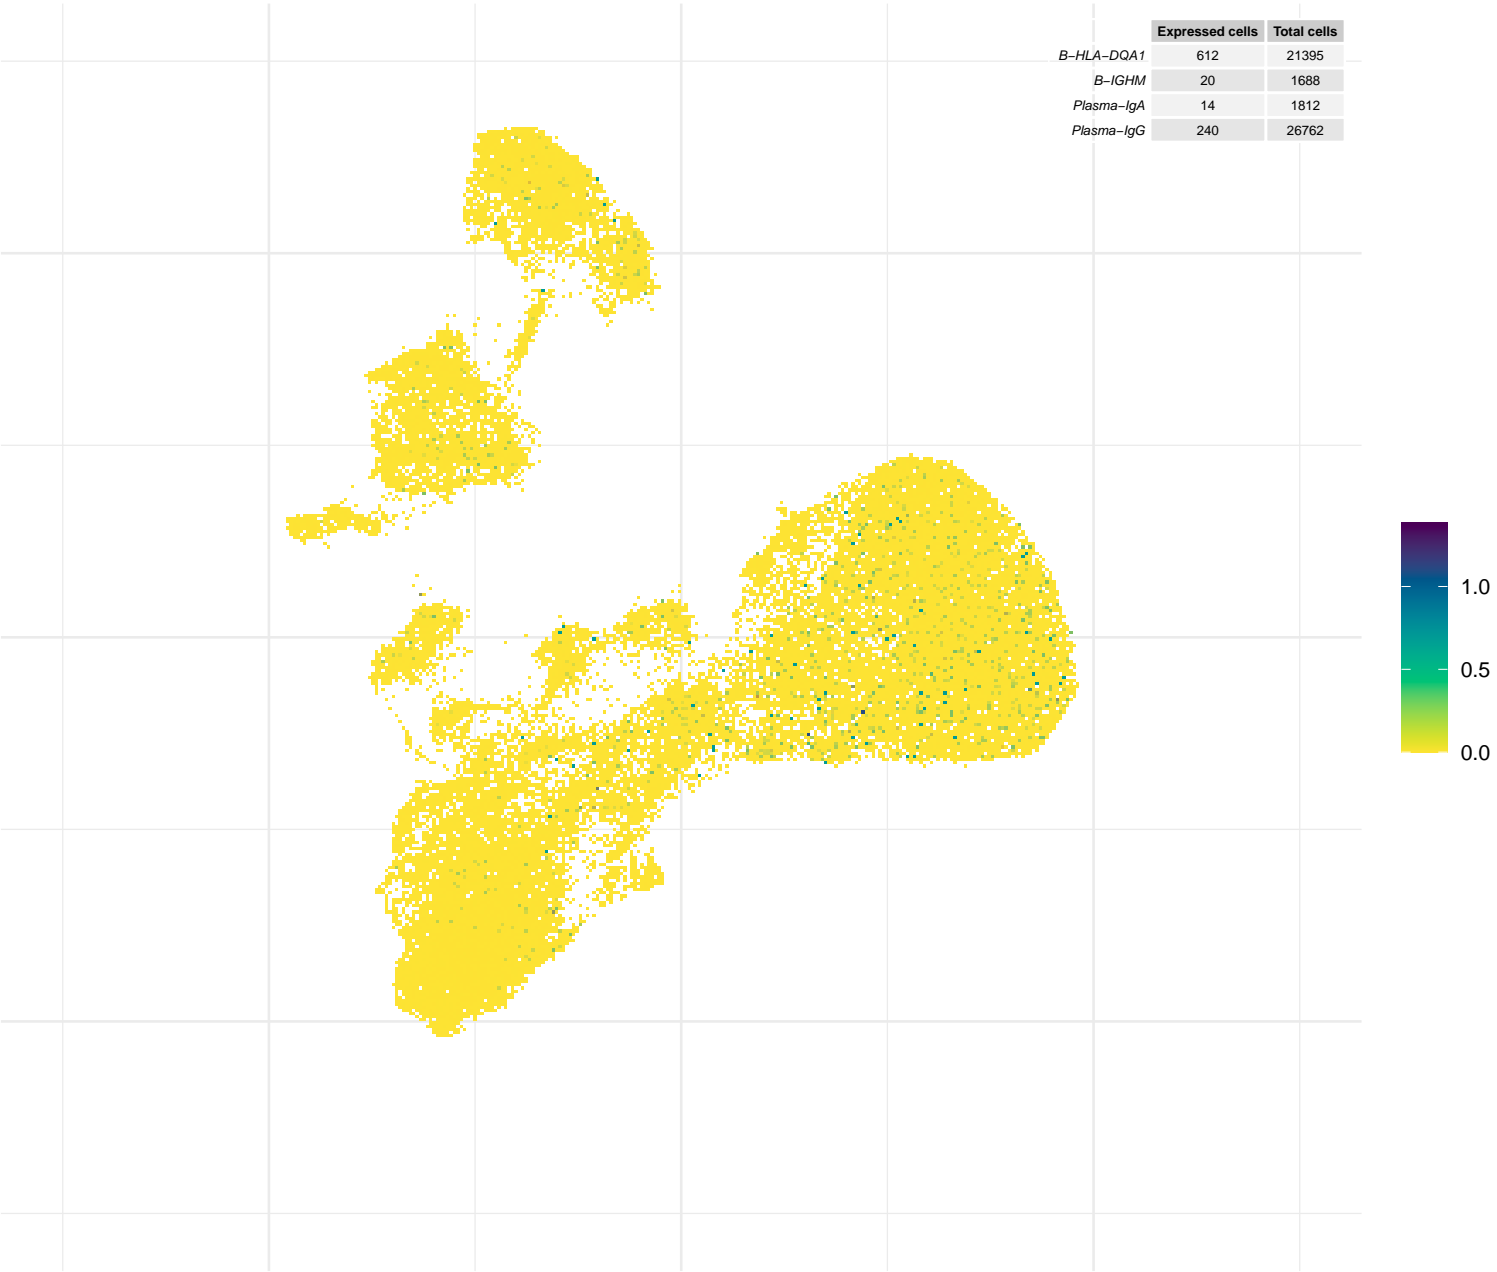 Expressed cells Total cells
B−HLA−DQA1 612 21395
B−IGHM 20 1688
Plasma−IgA 14 1812
Plasma−IgG 240 26762
1.0
0.5
0.0